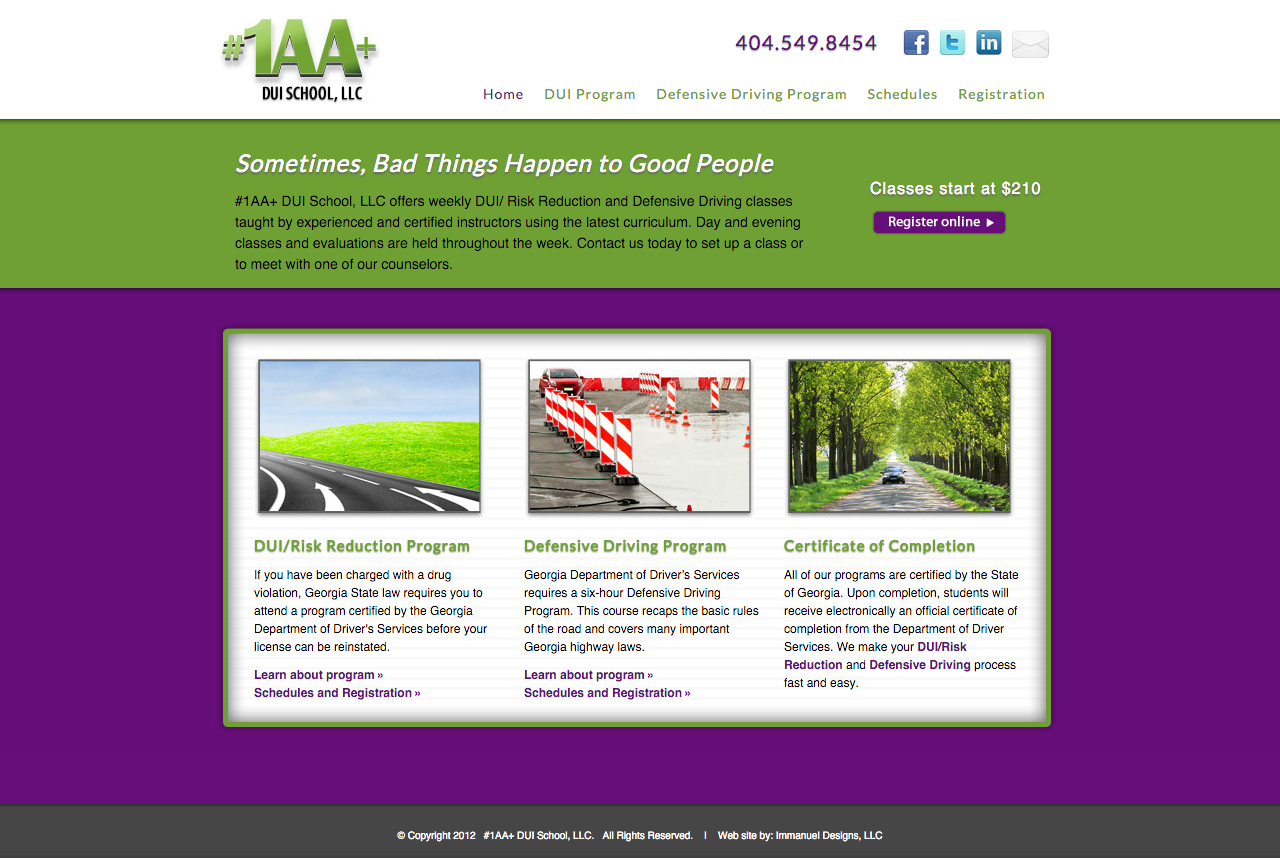 #1AA+
DUI SCHOOL, LLC
404.549.8454
Home DUI Program Defensive Driving Program Schedules Registration
Sometimes, Bad Things Happen to Good People
#1AA+ DUI School, LLC offers weekly DUI/ Risk Reduction and Defensive Driving classes
taught by experienced and certified instructors using the latest curriculum. Day and evening
classes and evaluations are held throughout the week. Contact us today to set up a class or
to meet with one of our counselors.
Classes start at $210
Register online
DUI/Risk Reduction Program
If you have been charged with a drug
violation, Georgia State law requires you to
attend a program certified by the Georgia
Department of Driver's Services before your
license can be reinstated.
Learn about program »
Schedules and Registration »
Defensive Driving Program
Georgia Department of Driver's Services
requires a six-hour Defensive Driving
Program. This course recaps the basic rules
of the road and covers many important
Georgia highway laws.
Learn about program »
Schedules and Registration »
Certificate of Completion
All of our programs are certified by the State
of Georgia. Upon completion, students will
receive electronically an official certificate of
completion from the Department of Driver
Services. We make your DUI/Risk
Reduction and Defensive Driving process
fast and easy.
© Copyright 2012 #1AA+ DUI School, LLC. All Rights Reserved. | Web site by: Immanuel Designs, LLC